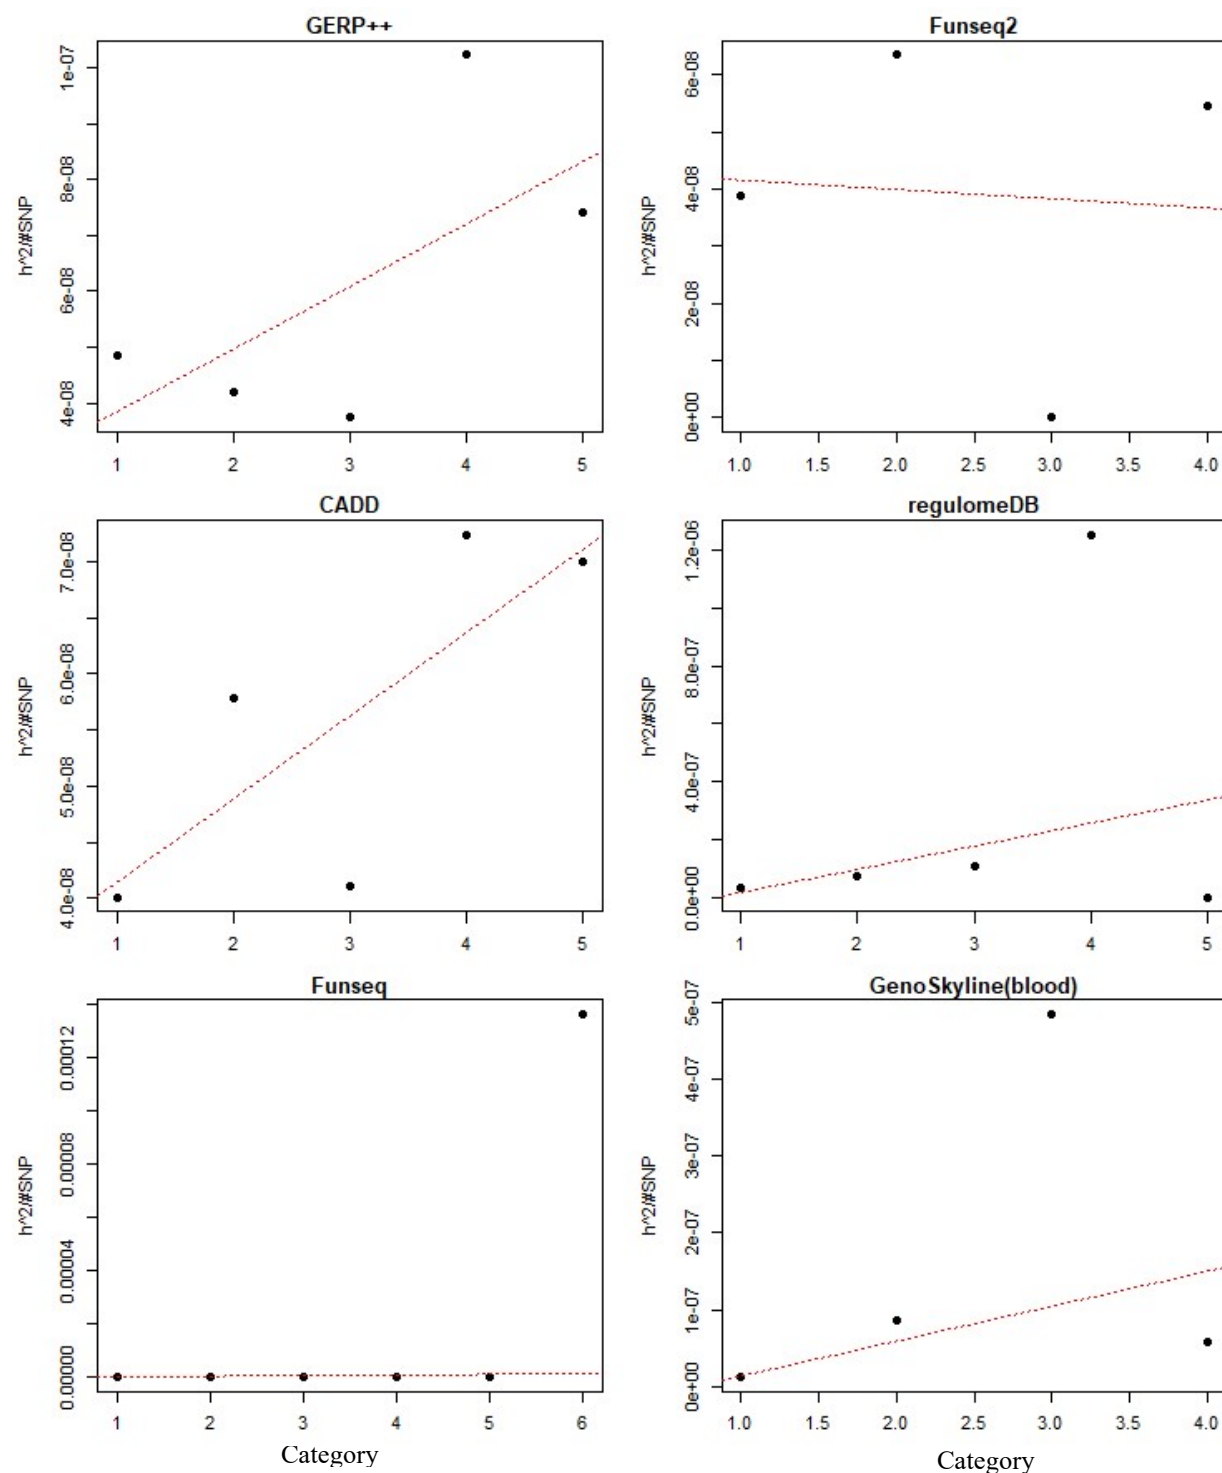 GERP++
h^2/#SNP
1e-07
8e-08
6e-08
4e-08
1 2 3 4 5
Funseq2
h^2/#SNP
6e-08
4e-08
2e-08
0e+00
1.0 1.5 2.0 2.5 3.0 3.5 4.0
CADD
h^2/#SNP
7.0e-08
6.0e-08
5.0e-08
4.0e-08
1 2 3 4 5
regulomeDB
h^2/#SNP
1.2e-06
8.0e-07
4.0e-07
0.0e+00
1 2 3 4 5
Funseq
h^2/#SNP
0.00012
0.00008
0.00004
0.00000
1 2 3 4 5 6
Category
GenoSkyline(blood)
h^2/#SNP
5e-07
4e-07
3e-07
2e-07
1e-07
0e+00
1.0 1.5 2.0 2.5 3.0 3.5 4.0
Category